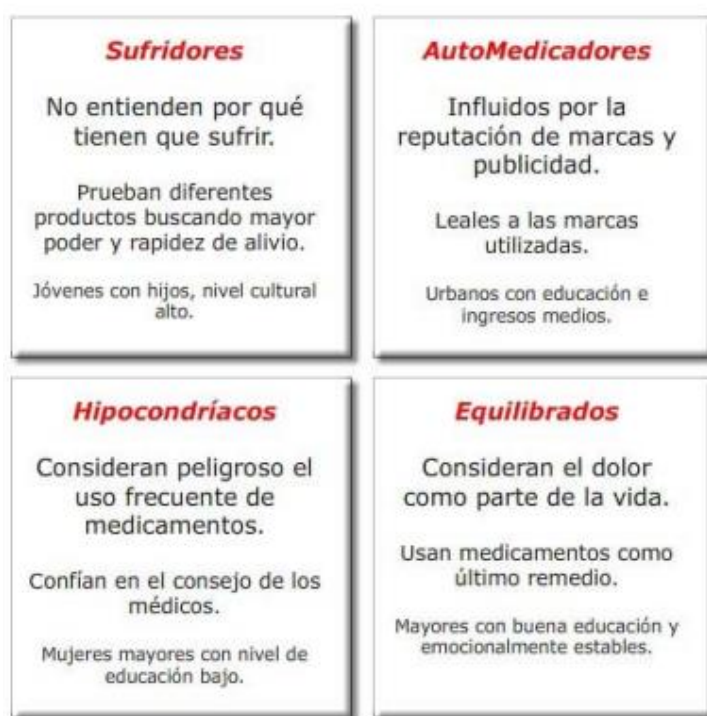 Sufridores
No entienden por qué
tienen que sufrir.
Prueban diferentes
productos buscando mayor
poder y rapidez de alivio.
Jóvenes con hijos, nivel cultural
alto.
AutoMedicadores
Influidos por la
reputación de marcas y
publicidad.
Leales a las marcas
utilizadas.
Urbanos con educación e
ingresos medios.
Hipocondríacos
Consideran peligroso el
uso frecuente de
medicamentos.
Confían en el consejo de los
médicos.
Mujeres mayores con nivel de
educación bajo.
Equilibrados
Consideran el dolor
como parte de la vida.
Usan medicamentos como
último remedio.
Mayores con buena educación y
emocionalmente estables.